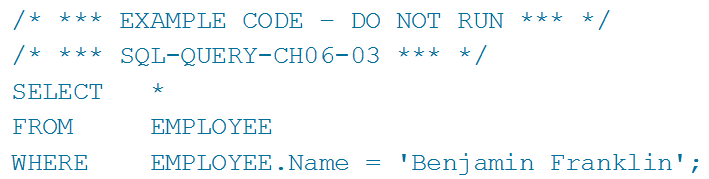 /* *** EXAMPLE CODE – DO NOT RUN *** */
/* *** SQL-QUERY-CH06-03 *** */
SELECT *
FROM EMPLOYEE
WHERE EMPLOYEE.Name = 'Benjamin Franklin';